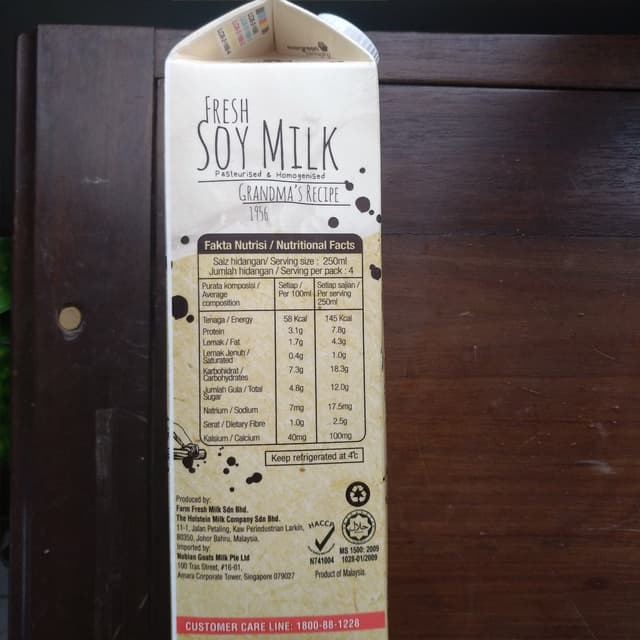 FRESH
SOY MILK
Pasteurised & Homogenised
GRANDMA'S RECIPE
1956
Fakta Nutrisi / Nutritional Facts
Saiz hidangan / Serving size : 250ml
Jumlah hidangan / Serving per pack : 4
Purata komposisi / Average composition Setiap / Per 100ml Setiap sajian / Per serving 250ml
Tenaga / Energy 58 Kcal 145 Kcal
Protein 3.1g 7.8g
Lemak / Fat 1.7g 4.3g
Lemak Jenuh / Saturated 0.4g 1.0g
Karbohidrat / Carbohydrates 7.3g 18.3g
Jumlah Gula / Total Sugar 4.8g 12.0g
Natrium / Sodium 7mg 17.5mg
Serat / Dietary Fibre 1.0g 2.5g
Kalsium / Calcium 40mg 100mg
Keep refrigerated at 4℃
Produced by:
Farm Fresh Milk Sdn Bhd.
The Holstein Milk Company Sdn Bhd.
11-1, Jalan Petaling, Kaw Perindustrian Larkin,
80350, Johor Bahru, Malaysia.
Imported by:
Nubian Goats Milk Pte Ltd
100 Tras Street, #16-01,
Amara Corporate Tower, Singapore 079027
HACCP
N741004
MS 1500: 2009
1028-01/2009
Product of Malaysia.
CUSTOMER CARE LINE: 1800-88-1228